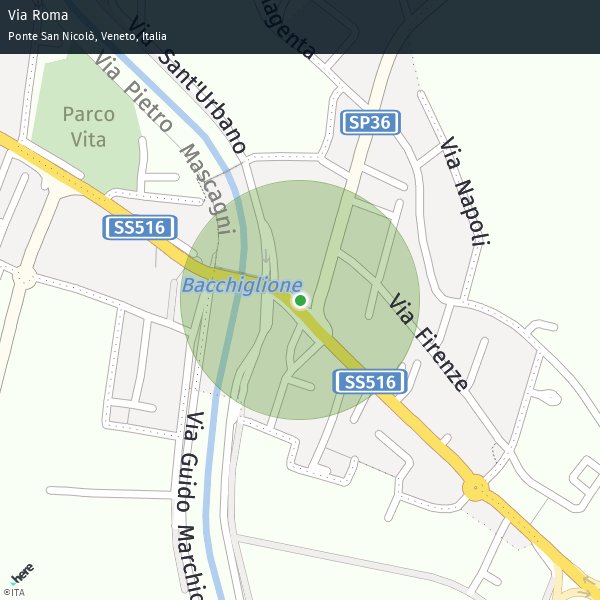 Via Roma
Ponte San Nicolò, Veneto, Italia
Via Sant'Urbano
Via Pietro Mascagni
Parco
Vita
SP36
Via Napoli
SS516
Bacchiglione
Via Firenze
SS516
Via Guido Marchio
here
©ITA